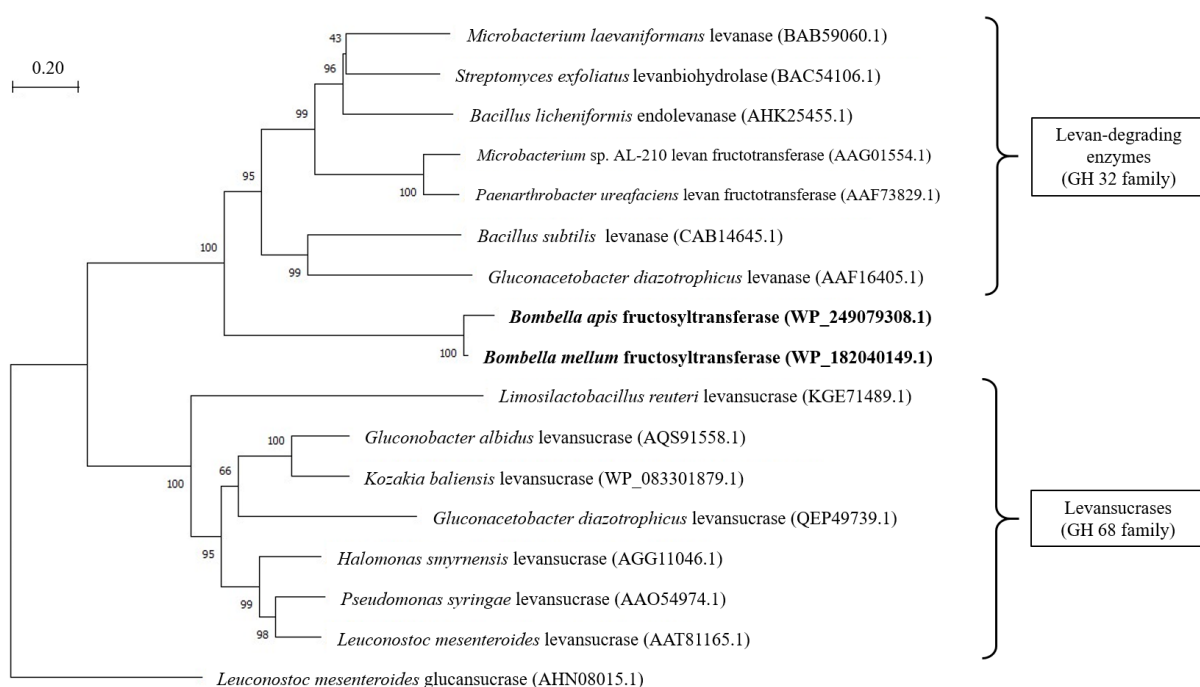 43
Microbacterium laevaniformans levanase (BAB59060.1)
0.20
96
Streptomyces exfoliatus levanbiohydrolase (BAC54106.1)
99
Bacillus licheniformis endolevanase (AHK25455.1)
Levan-degrading
enzymes
(GH 32 family)
Microbacterium sp. AL-210 levan fructotransferase (AAG01554.1)
95
100
Paenarthrobacter ureafaciens levan fructotransferase (AAF73829.1)
100
Bacillus subtilis levanase (CAB14645.1)
99
Gluconacetobacter diazotrophicus levanase (AAF16405.1)
Bombella apis fructosyltransferase (WP_249079308.1)
100
Bombella mellum fructosyltransferase (WP_182040149.1)
Limosilactobacillus reuteri levansucrase (KGE71489.1)
100
Gluconobacter albidus levansucrase (AQS91558.1)
66
Kozakia baliensis levansucrase (WP_083301879.1)
100
Gluconacetobacter diazotrophicus levansucrase (QEP49739.1)
Levansucrases
(GH 68 family)
95
Halomonas smyrnensis levansucrase (AGG11046.1)
99
Pseudomonas syringae levansucrase (AAO54974.1)
98
Leuconostoc mesenteroides levansucrase (AAT81165.1)
Leuconostoc mesenteroides glucansucrase (AHN08015.1)